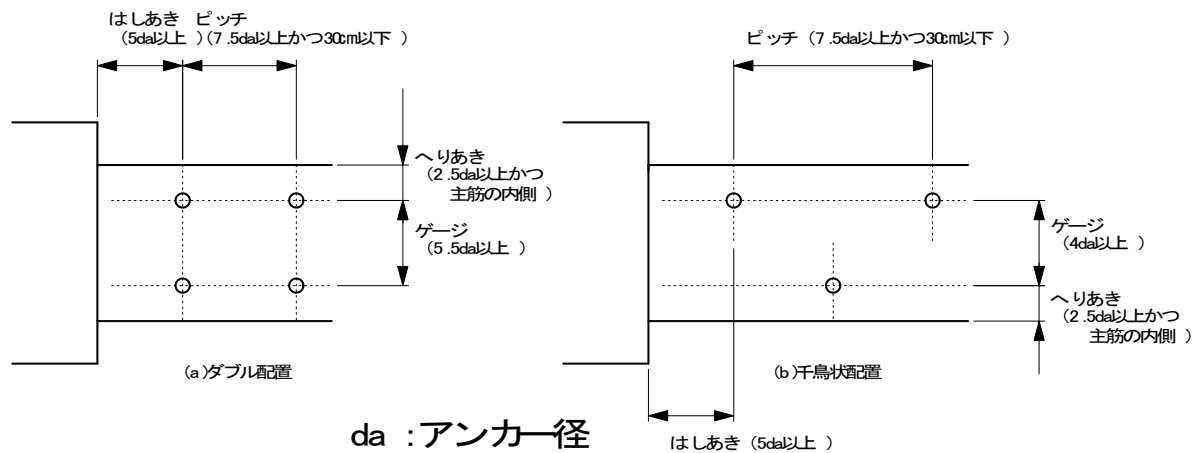 はしあき ピッチ
(5da以上 )(7.5da以上かつ30cm以下 )
へりあき
(2.5da以上かつ
主筋の内側 )
ゲージ
(5.5da以上 )
(a)ダブル配置
ピッチ (7.5da以上かつ30cm以下 )
ゲージ
(4da以上 )
へりあき
(2.5da以上かつ
主筋の内側 )
(b)千鳥状配置
はしあき (5da以上 )
da :アンカー径